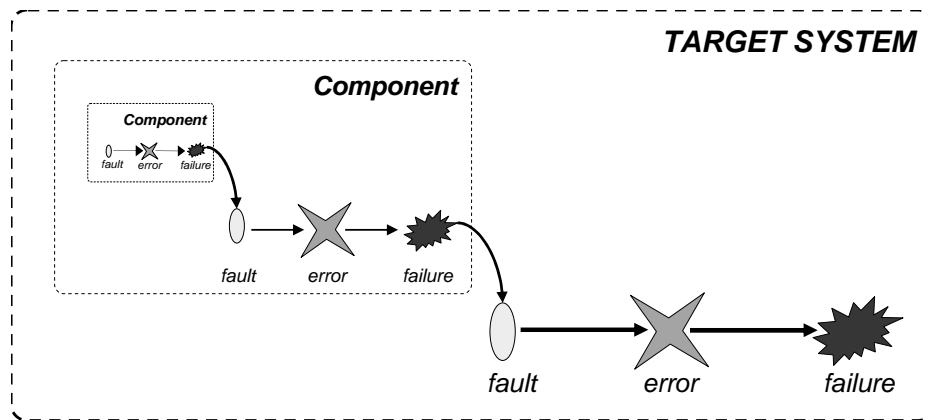 TARGET SYSTEM
Component
Component
fault error failure
fault error failure
fault error failure